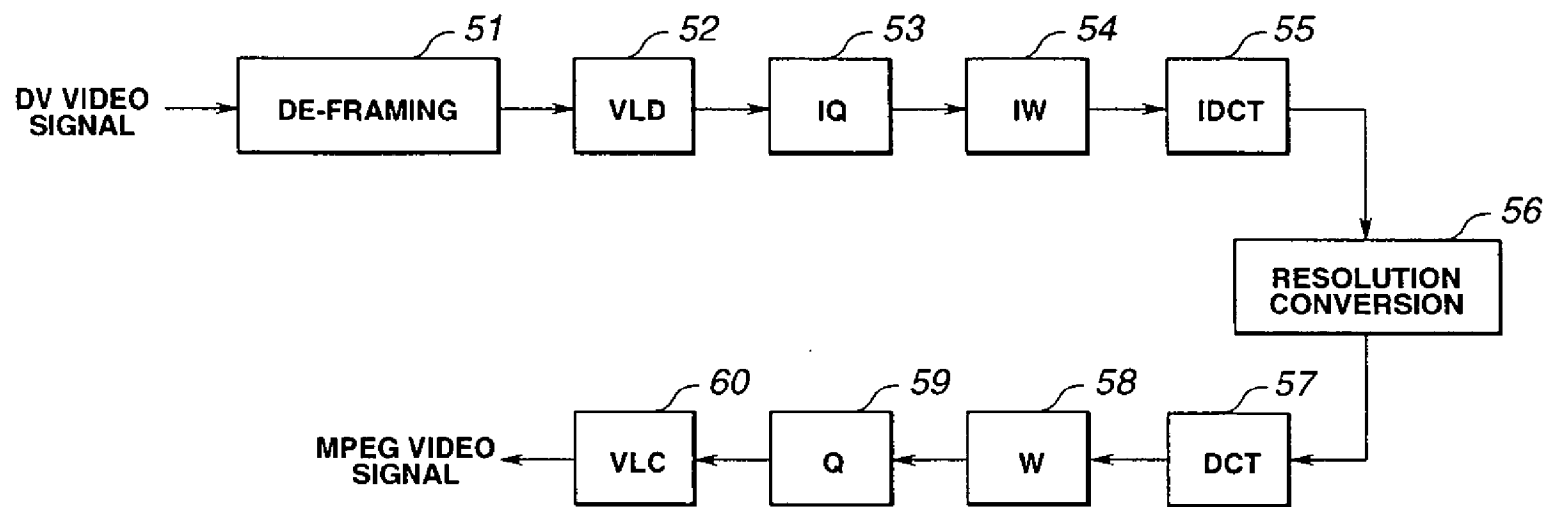 51
52
53
54
55
DV VIDEO
SIGNAL
DE-FRAMING
VLD
IQ
IW
IDCT
56
RESOLUTION
CONVERSION
60
59
58
57
MPEG VIDEO
SIGNAL
VLC
Q
W
DCT